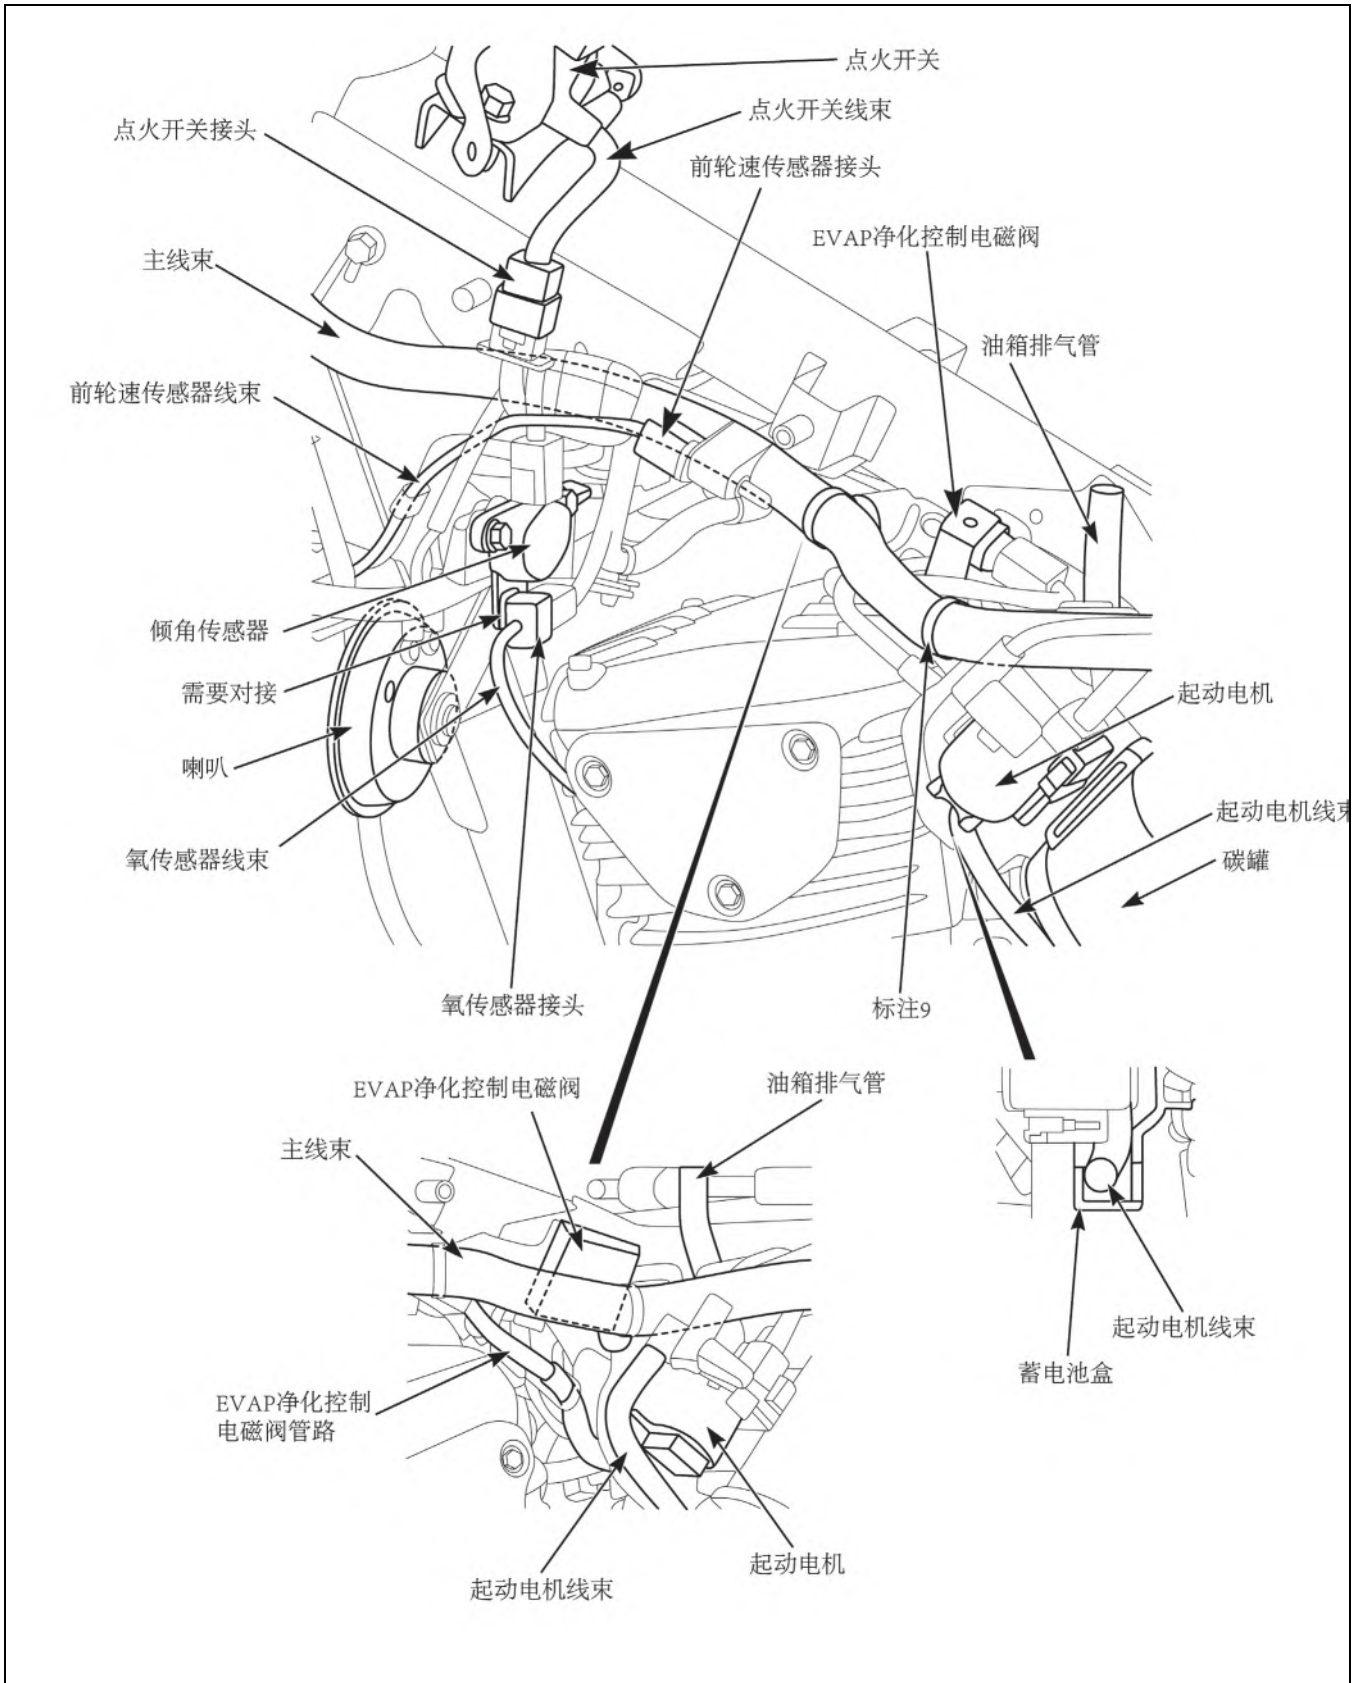 点火开关
点火开关线束
点火开关接头
前轮速传感器接头
EVAP净化控制电磁阀
主线束
油箱排气管
前轮速传感器线束
倾角传感器
需要对接
起动电机
喇叭
起动电机线束
氧传感器线束
碳罐
氧传感器接头
标注9
EVAP净化控制电磁阀
油箱排气管
主线束
起动电机线束
蓄电池盒
EVAP净化控制
电磁阀管路
起动电机
起动电机线束